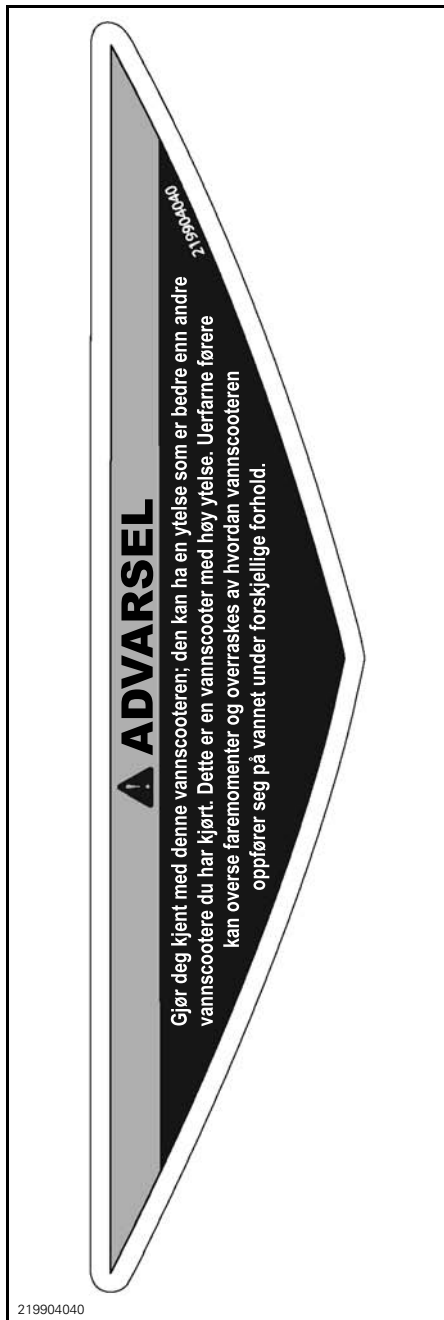 ⚠ ADVARSEL
Gjør deg kjent med denne vannscooteren; den kan ha en ytelse som er bedre enn andre
vannscootere du har kjørt. Dette er en vannscooter med høy ytelse. Uerfarne førere
kan overse faremomenter og overraskes av hvordan vannscooteren
oppfører seg på vannet under forskjellige forhold.
219904040
219904040